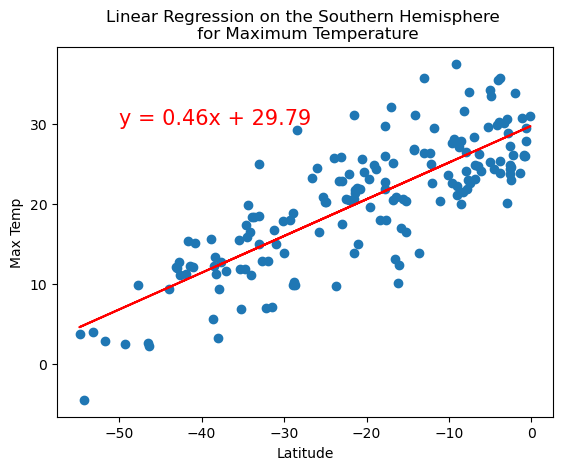 Linear Regression on the Southern Hemisphere
for Maximum Temperature
y = 0.46x + 29.79
Max Temp
30
20
10
0
−50 −40 −30 −20 −10 0
Latitude